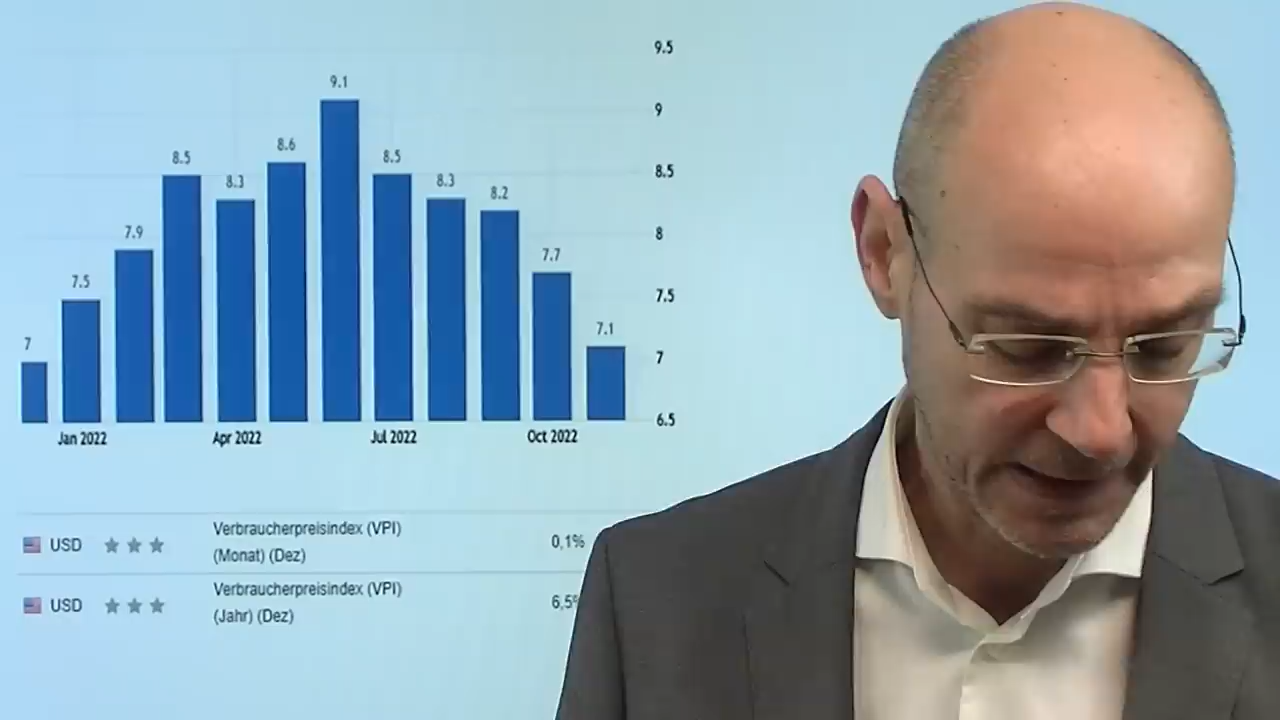 9.5
9.1
9
8.6
8.5
8.5
8.5
8.3
8.3
8.2
7.9
8
7.7
7.5
7.5
7.1
7
7
6.5
Jan 2022
Apr 2022
Jul 2022
Oct 2022
USD
Verbraucherpreisindex (VPI)
(Monat) (Dez)
0,1%
USD
Verbraucherpreisindex (VPI)
(Jahr) (Dez)
6,5%